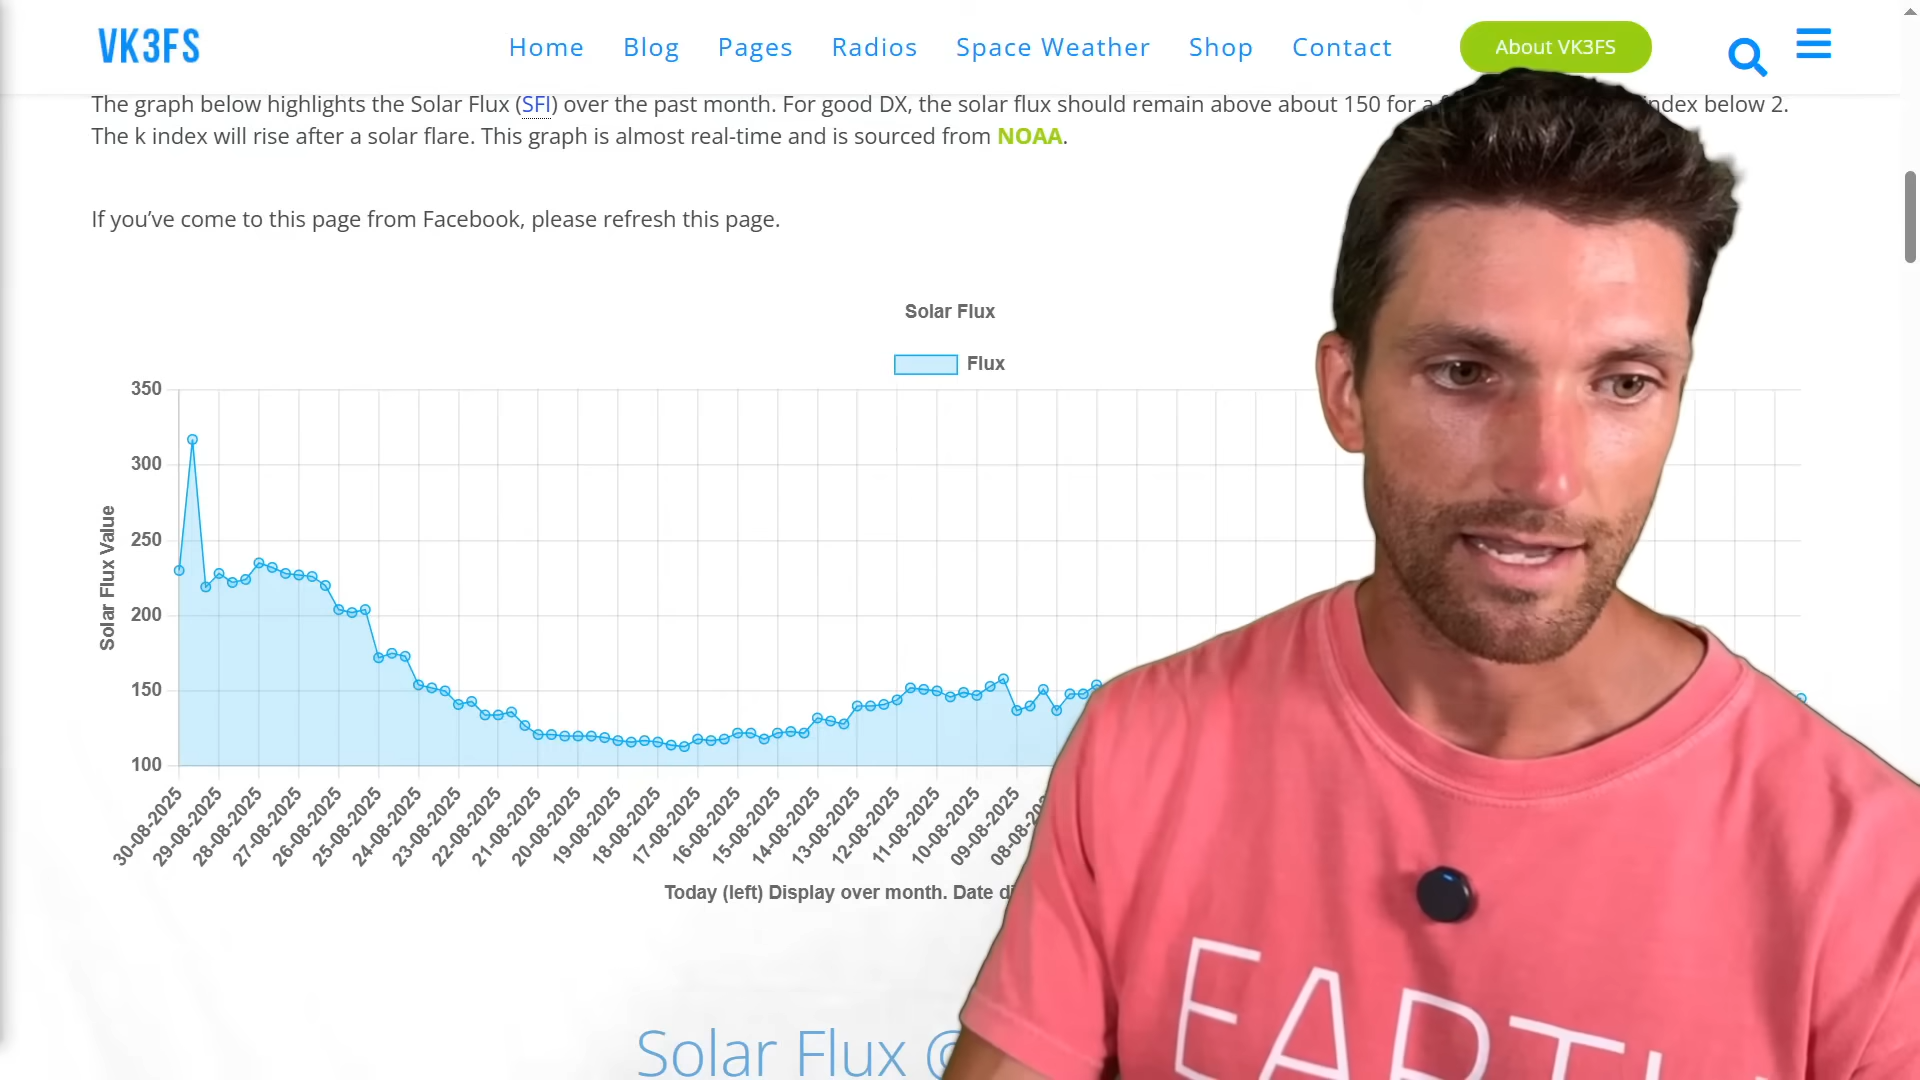 VK3FS
Home Blog Pages Radios Space Weather Shop Contact About VK3FS
The graph below highlights the Solar Flux (SFI) over the past month. For good DX, the solar flux should remain above about 150 for a index below 2.
The k index will rise after a solar flare. This graph is almost real-time and is sourced from NOAA.
If you’ve come to this page from Facebook, please refresh this page.
Solar Flux
Flux
350
300
250
200
150
100
Solar Flux Value
30-08-2025
29-08-2025
28-08-2025
27-08-2025
26-08-2025
25-08-2025
24-08-2025
23-08-2025
22-08-2025
21-08-2025
20-08-2025
19-08-2025
18-08-2025
17-08-2025
16-08-2025
15-08-2025
14-08-2025
13-08-2025
12-08-2025
11-08-2025
10-08-2025
09-08-2025
Today (left) Display over month. Date
Solar Flux @